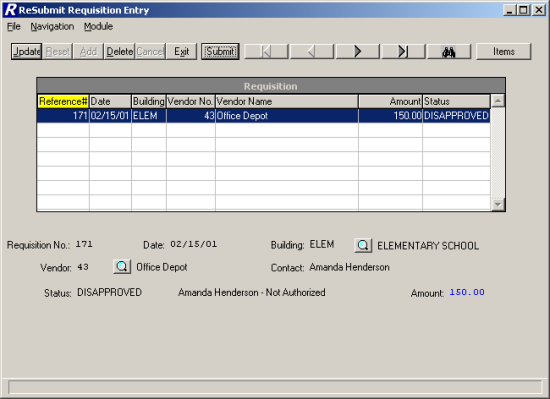 R ReSubmit Requisition Entry
File Navigation Module
Update Reset Add Delete Cancel Exit Submit Items
Requisition
Reference# Date Building Vendor No. Vendor Name Amount Status
171 02/15/01 ELEM 43 Office Depot 150.00 DISAPPROVED
Requisition No.: 171 Date: 02/15/01 Building: ELEM ELEMENTARY SCHOOL
Vendor: 43 Office Depot Contact: Amanda Henderson
Status: DISAPPROVED Amanda Henderson - Not Authorized Amount: 150.00